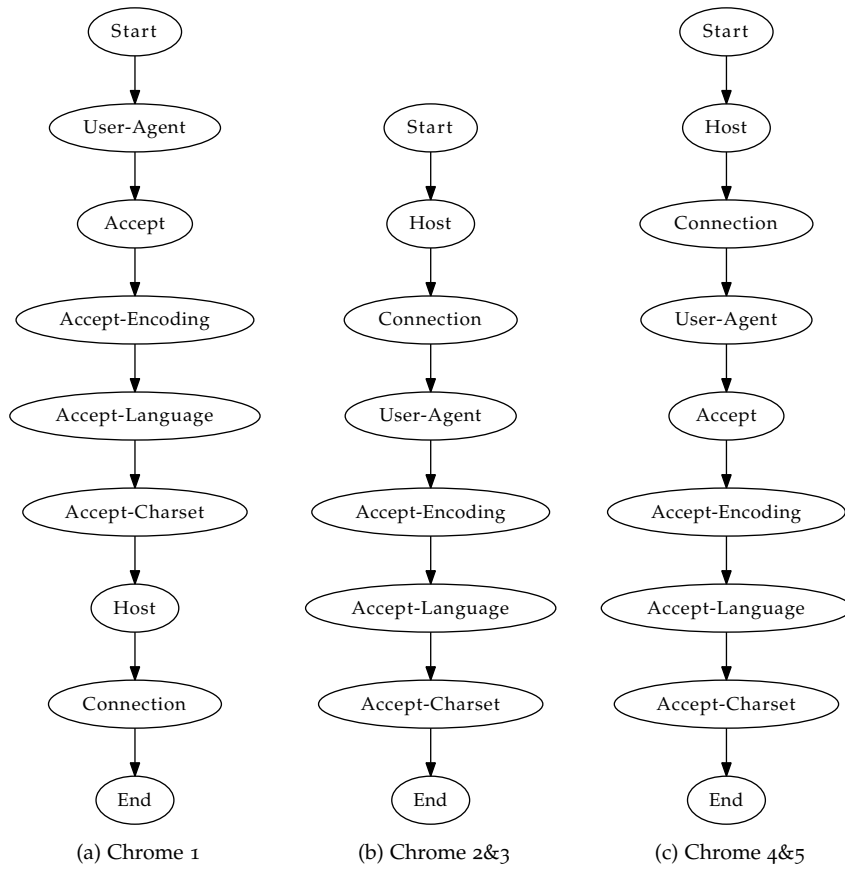 Start
User-Agent
Accept
Accept-Encoding
Accept-Language
Accept-Charset
Host
Connection
End
(a) Chrome 1
Start
Host
Connection
User-Agent
Accept-Encoding
Accept-Language
Accept-Charset
End
(b) Chrome 2&3
Start
Host
Connection
User-Agent
Accept
Accept-Encoding
Accept-Language
Accept-Charset
End
(c) Chrome 4&5